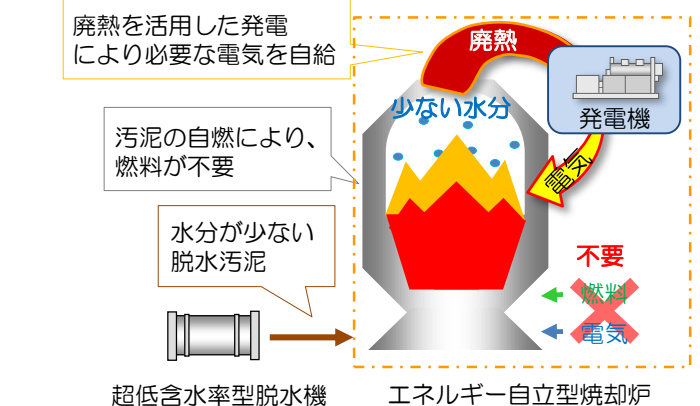 廃熱を活用した発電
により必要な電気を自給
廃熱
発電機
少ない水分
電気
汚泥の自燃により、
燃料が不要
水分が少ない
脱水汚泥
不要
燃料
電気
超低含水率型脱水機
エネルギー自立型焼却炉